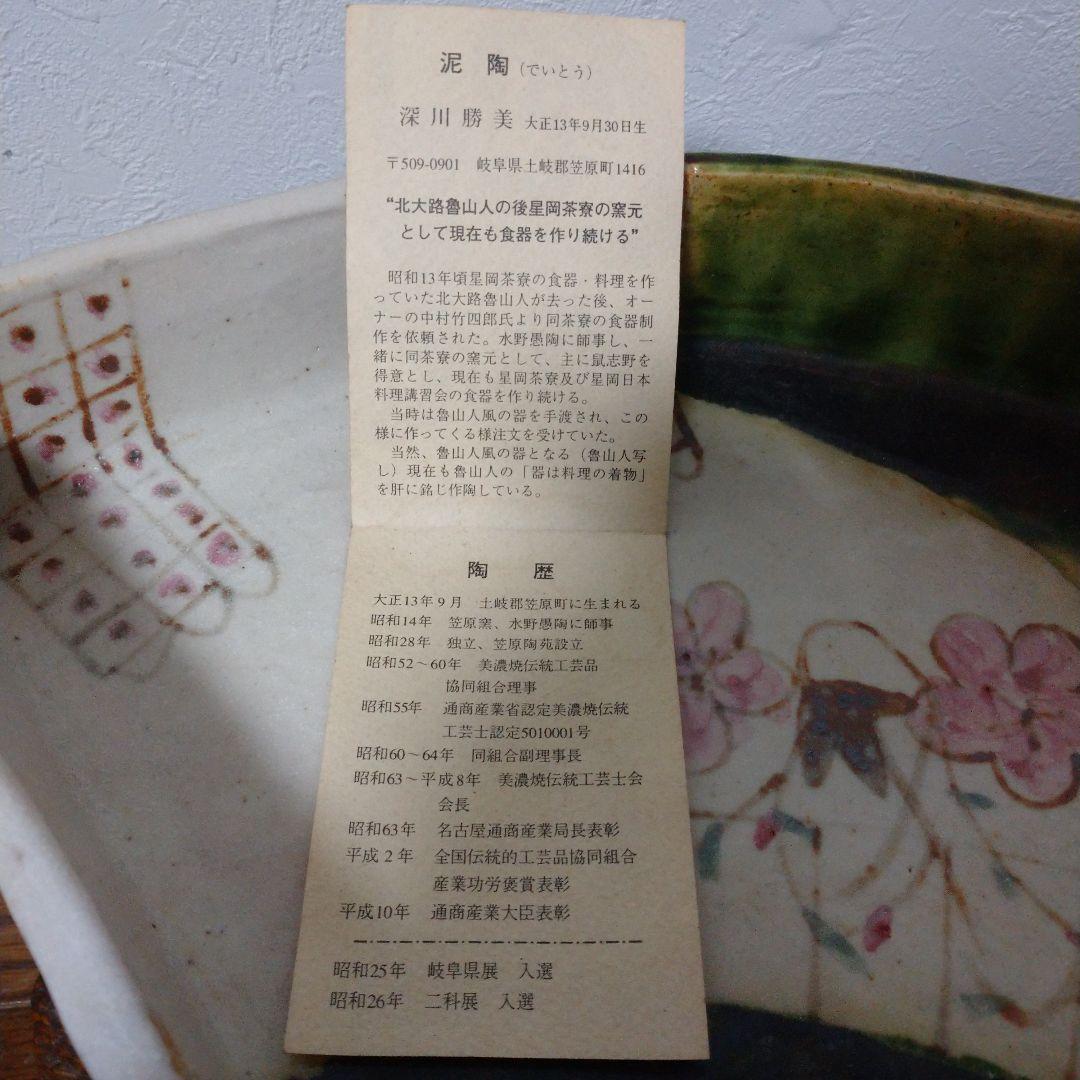 泥陶(でいとう)
深川勝美 大正13年9月30日生
〒509-0901 岐阜県土岐郡笠原町1416
“北大路魯山人の後星岡茶寮の窯元
として現在も食器を作り続ける”
昭和13年頃星岡茶寮の食器・料理を作
っていた北大路魯山人が去った後、オー
ナーの中村竹四郎氏より同茶寮の食器制
作を依頼された。水野愚陶に師事し、一
緒に同茶寮の窯元として、主に鼠志野を
得意とし、現在も星岡茶寮及び星岡日本
料理講習会の食器を作り続ける。
当時は魯山人風の器を手渡され、この
様に作ってくる様注文を受けていた。
当然、魯山人風の器となる(魯山人写
し)現在も魯山人の「器は料理の着物」
を肝に銘じ作陶している。
陶歴
大正13年9月 土岐郡笠原町に生まれる
昭和14年 笠原窯、水野愚陶に師事
昭和28年 独立、笠原陶苑設立
昭和52～60年 美濃焼伝統工芸品
協同組合理事
昭和55年 通商産業省認定美濃焼伝統
工芸士認定5010001号
昭和60～64年 同組合副理事長
昭和63～平成8年 美濃焼伝統工芸士会
会長
昭和63年 名古屋通商産業局長表彰
平成2年 全国伝統的工芸品協同組合
産業功労褒賞表彰
平成10年 通商産業大臣表彰
昭和25年 岐阜県展 入選
昭和26年 二科展 入選